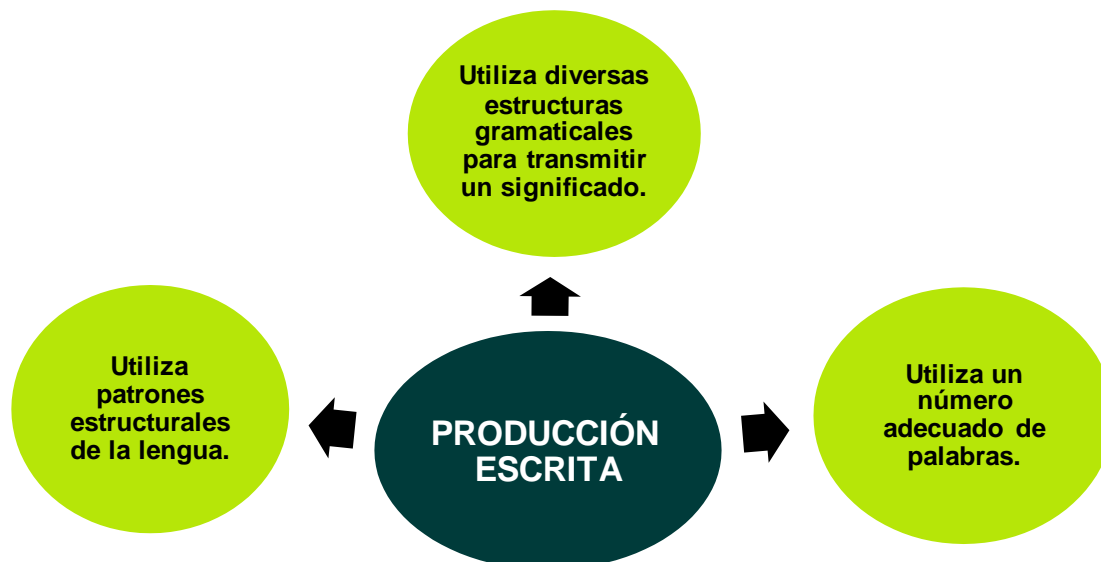 Utiliza diversas
estructuras
gramaticales
para transmitir
un significado.
Utiliza
patrones
estructurales
de la lengua.
PRODUCCIÓN
ESCRITA
Utiliza un
número
adecuado de
palabras.